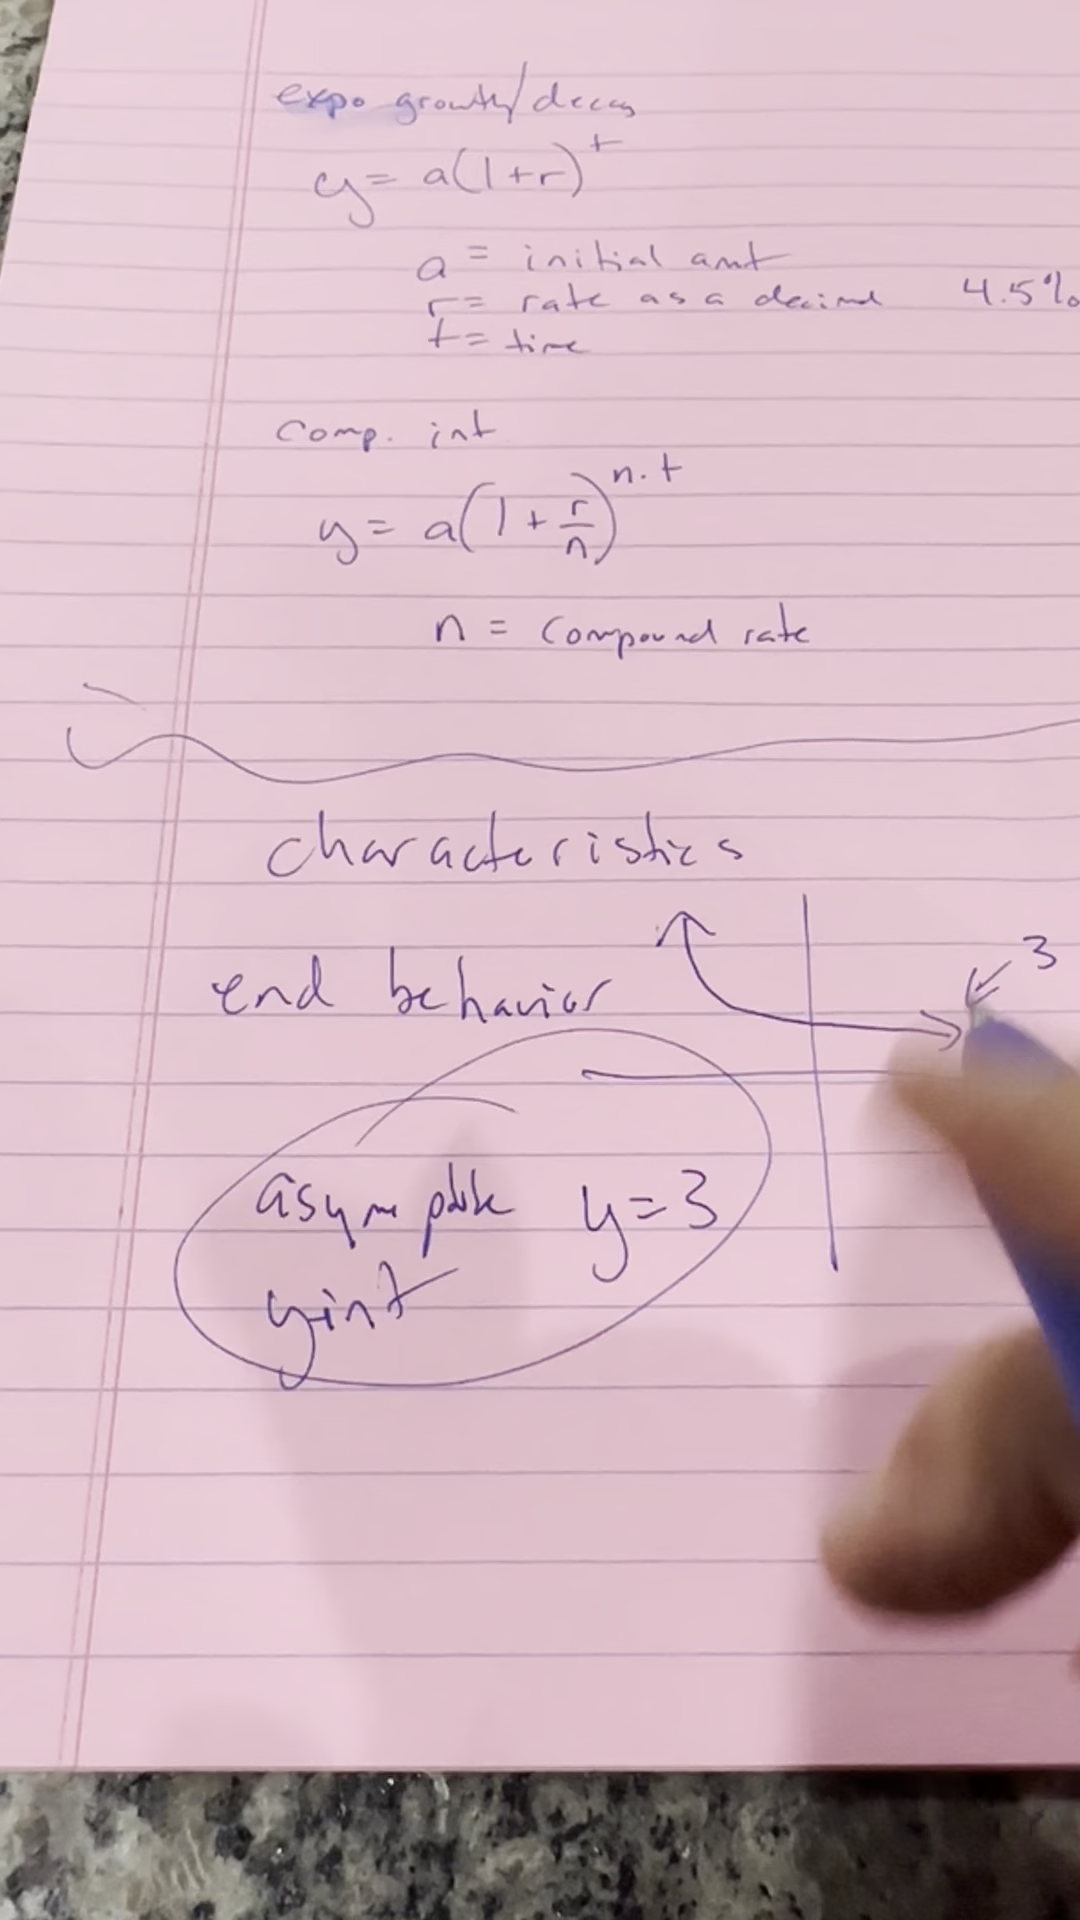 expo growth/decay
y = a(1+r)^t
a = initial amt
r = rate as a decimal 4.5%
t = time
Comp. int
y = a(1 + r/n)^n·t
n = Compound rate
Characteristics
end behavior 3
asymptote y=3
yint